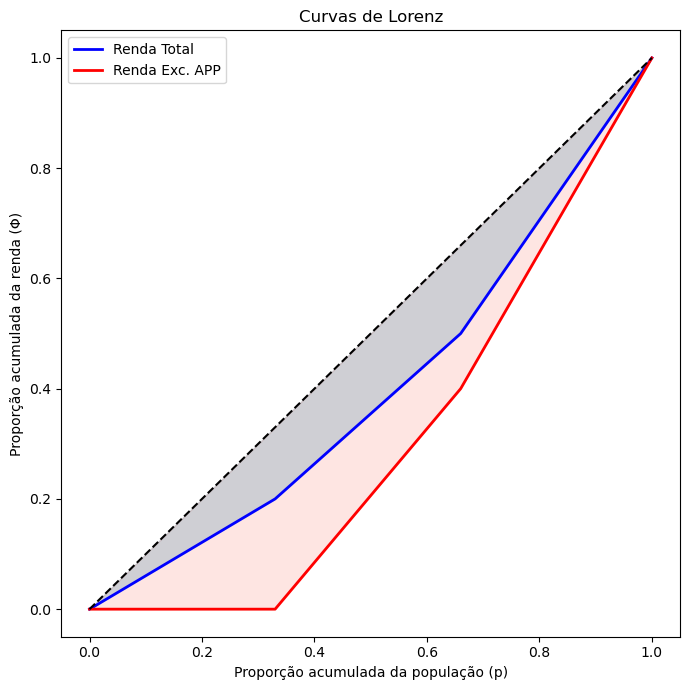 Curvas de Lorenz
Renda Total
Renda Exc. APP
Proporção acumulada da renda (Φ)
1.0
0.8
0.6
0.4
0.2
0.0
0.0 0.2 0.4 0.6 0.8 1.0
Proporção acumulada da população (p)